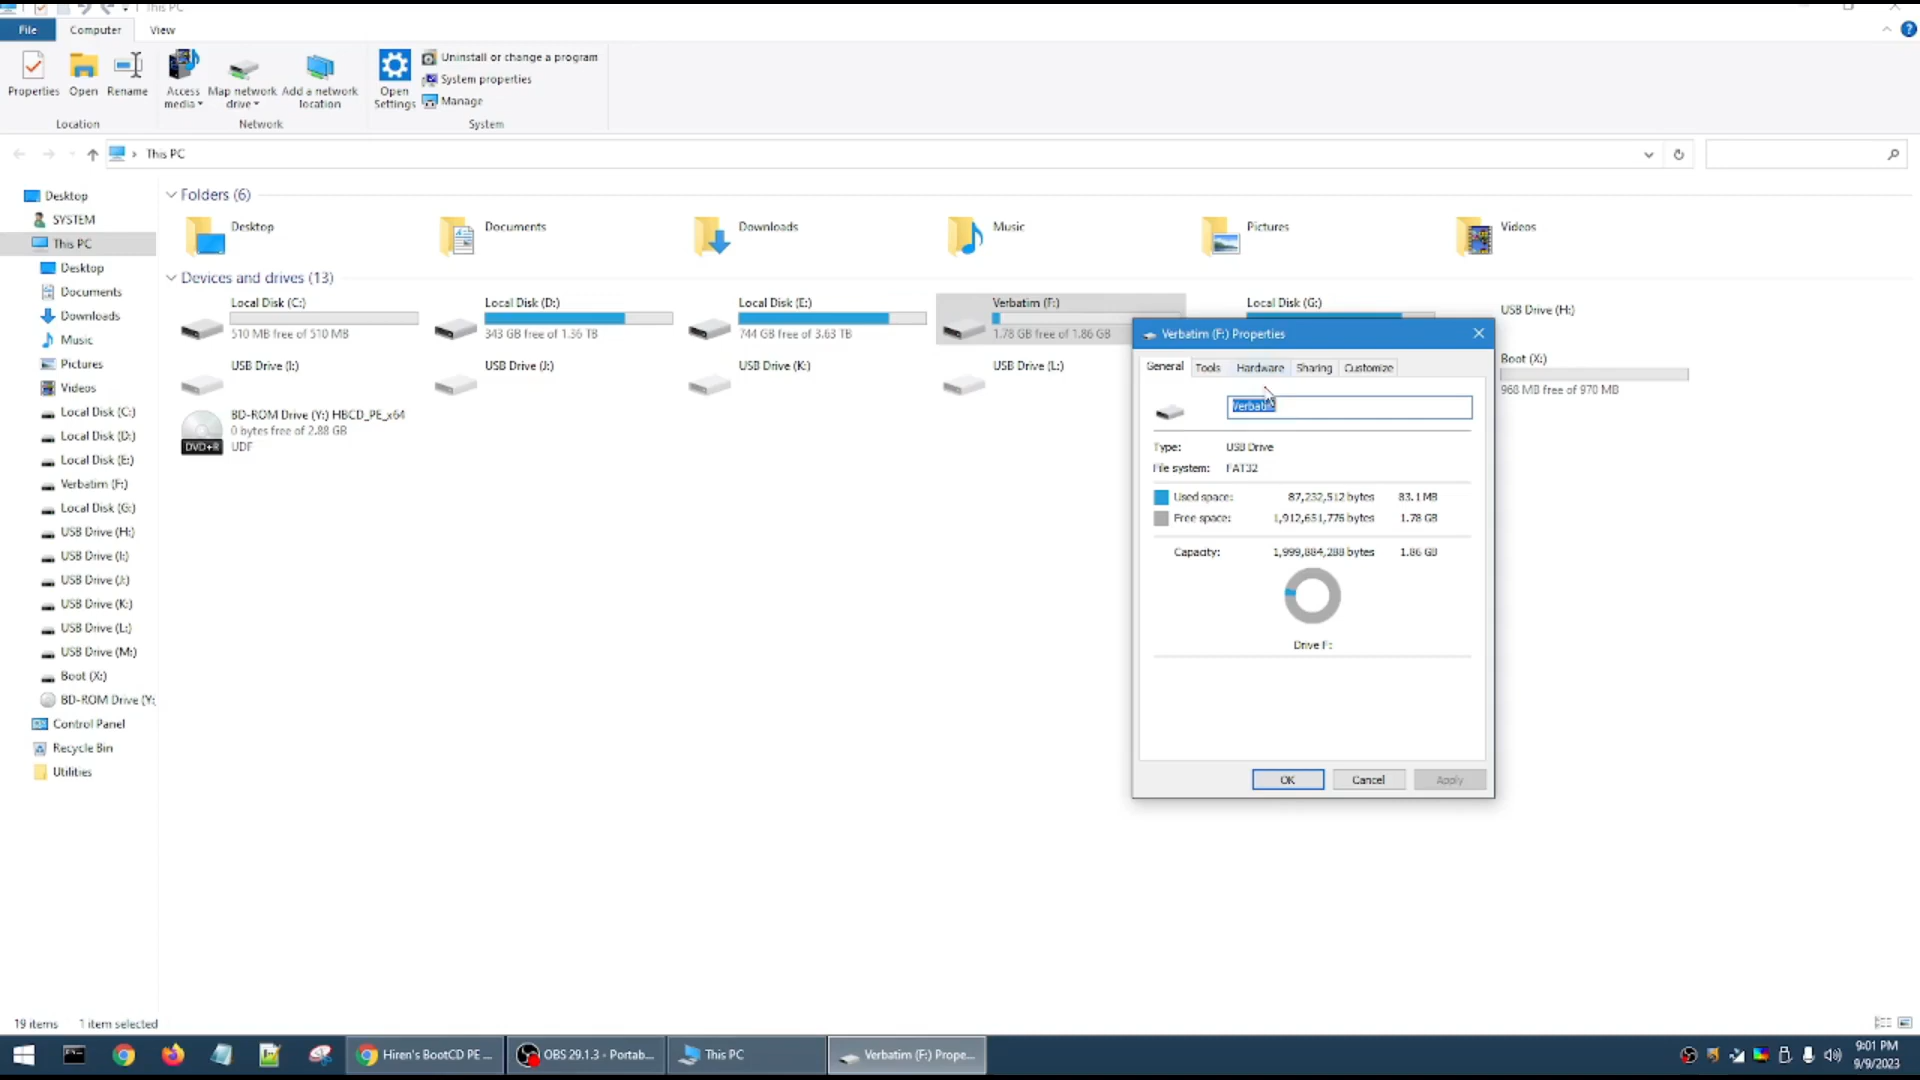 This PC
File
Computer
View
Properties
Open
Rename
Access media
Map network drive
Add a network location
Open Settings
Uninstall or change a program
System properties
Manage
Location
Network
System
This PC
Desktop
SYSTEM
This PC
Desktop
Documents
Downloads
Music
Pictures
Videos
Local Disk (C:)
Local Disk (D:)
Local Disk (E:)
Verbatim (F:)
Local Disk (G:)
USB Drive (H:)
USB Drive (I:)
USB Drive (J:)
USB Drive (K:)
USB Drive (L:)
USB Drive (M:)
Boot (X:)
BD-ROM Drive (Y:
Control Panel
Recycle Bin
Utilities
Folders (6)
Desktop
Documents
Downloads
Music
Pictures
Videos
Devices and drives (13)
Local Disk (C:)
510 MB free of 510 MB
Local Disk (D:)
343 GB free of 1.36 TB
Local Disk (E:)
744 GB free of 3.63 TB
Verbatim (F:)
1.78 GB free of 1.86 GB
Local Disk (G:)
USB Drive (H:)
USB Drive (I:)
USB Drive (J:)
USB Drive (K:)
USB Drive (L:)
Boot (X:)
968 MB free of 970 MB
DVD+R
BD-ROM Drive (Y:) HBCD_PE_x64
0 bytes free of 2.88 GB
UDF
Verbatim (F:) Properties
General
Tools
Hardware
Sharing
Customize
Verbatim
Type: USB Drive
File system: FAT32
Used space: 87,232,512 bytes 83.1 MB
Free space: 1,912,651,776 bytes 1.78 GB
Capacity: 1,999,884,288 bytes 1.86 GB
Drive F:
OK
Cancel
Apply
19 items
1 item selected
Hiren's BootCD PE ...
OBS 29.1.3 - Portab...
This PC
Verbatim (F:) Prope...
9:01 PM
9/9/2023